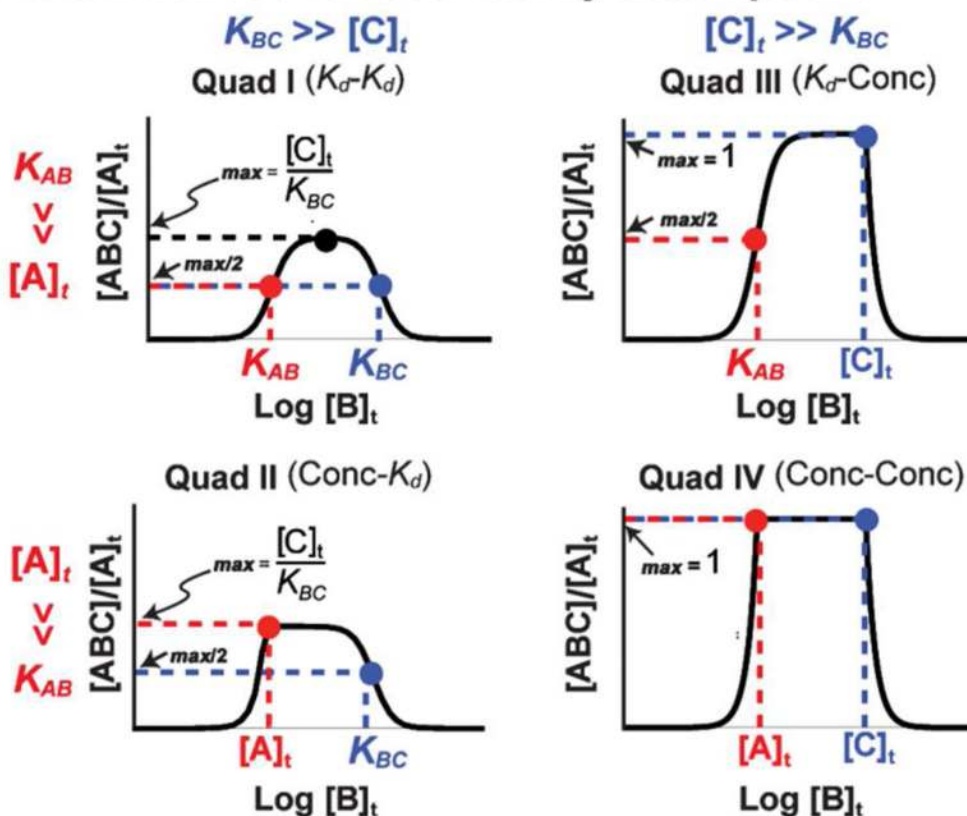 K_BC >> [C]_t
[C]_t >> K_BC
Quad I (K_d-K_d)
K_AB
>>
[A]_t
[ABC]/[A]_t
max = [C]_t / K_BC
max/2
K_AB
K_BC
Log [B]_t
Quad III (K_d-Conc)
[ABC]/[A]_t
max = 1
max/2
K_AB
[C]_t
Log [B]_t
Quad II (Conc-K_d)
[A]_t
>>
K_AB
[ABC]/[A]_t
max = [C]_t / K_BC
max/2
[A]_t
K_BC
Log [B]_t
Quad IV (Conc-Conc)
[ABC]/[A]_t
max = 1
[A]_t
[C]_t
Log [B]_t